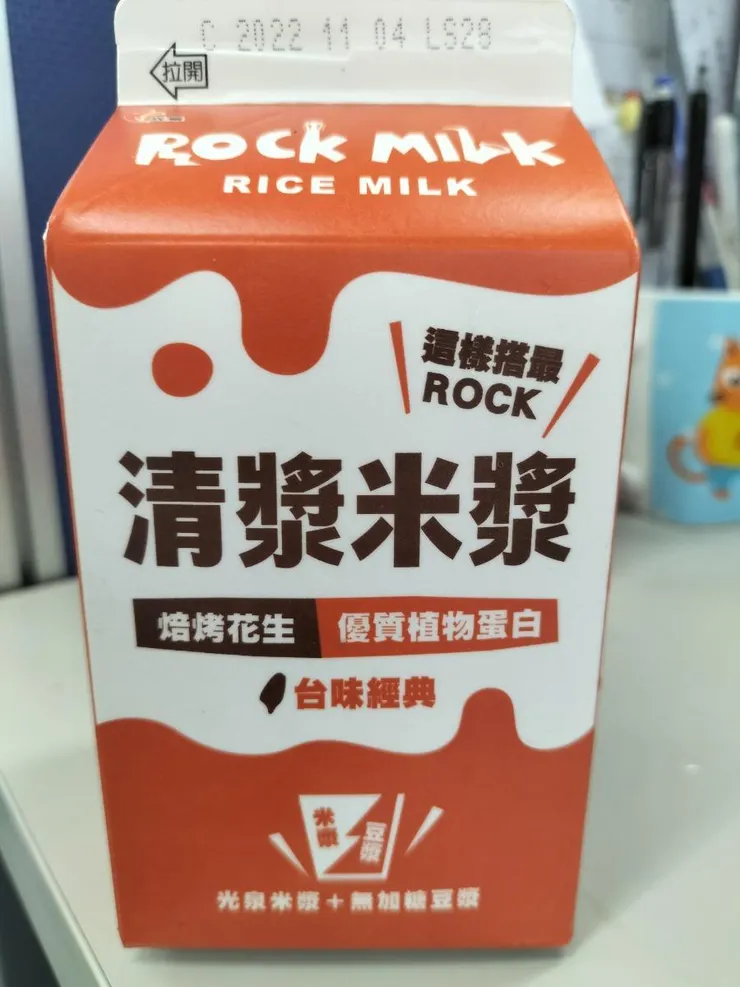 C 2022 11 04 LS28
拉開
ROCK MILK
RICE MILK
這樣搭最
ROCK
清漿米漿
焙烤花生 優質植物蛋白
台味經典
米漿 豆漿
光泉米漿+無加糖豆漿